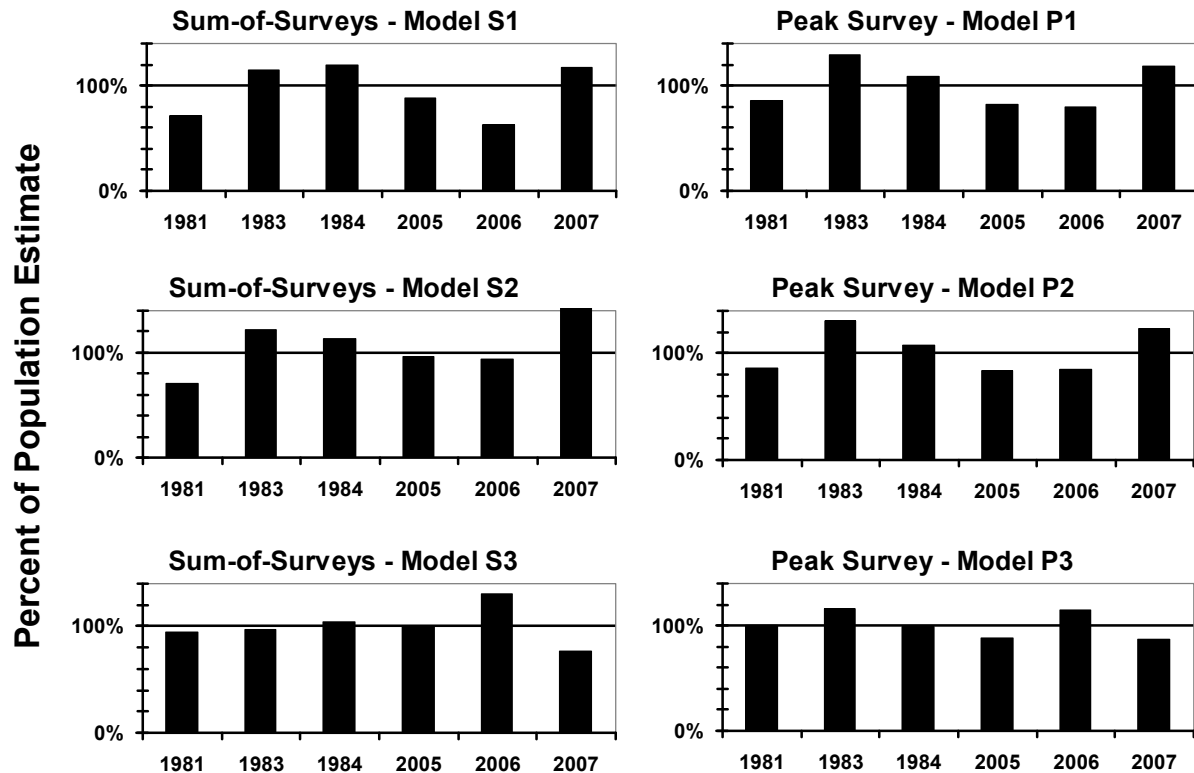 Percent of Population Estimate
Sum-of-Surveys - Model S1
100%
0%
1981 1983 1984 2005 2006 2007
Peak Survey - Model P1
100%
0%
1981 1983 1984 2005 2006 2007
Sum-of-Surveys - Model S2
100%
0%
1981 1983 1984 2005 2006 2007
Peak Survey - Model P2
100%
0%
1981 1983 1984 2005 2006 2007
Sum-of-Surveys - Model S3
100%
0%
1981 1983 1984 2005 2006 2007
Peak Survey - Model P3
100%
0%
1981 1983 1984 2005 2006 2007